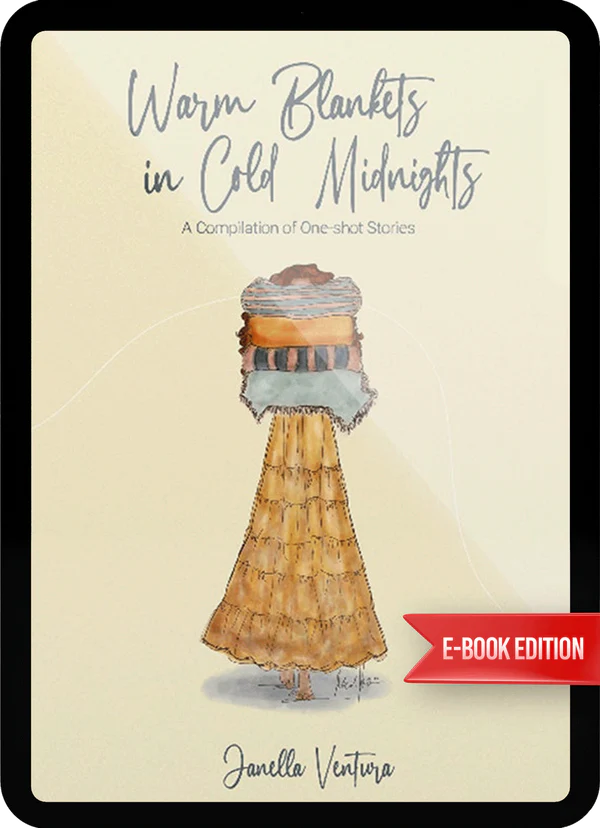 Warm Blankets
in Cold Midnights
A Compilation of One-shot Stories
E-BOOK EDITION
Janella Ventura